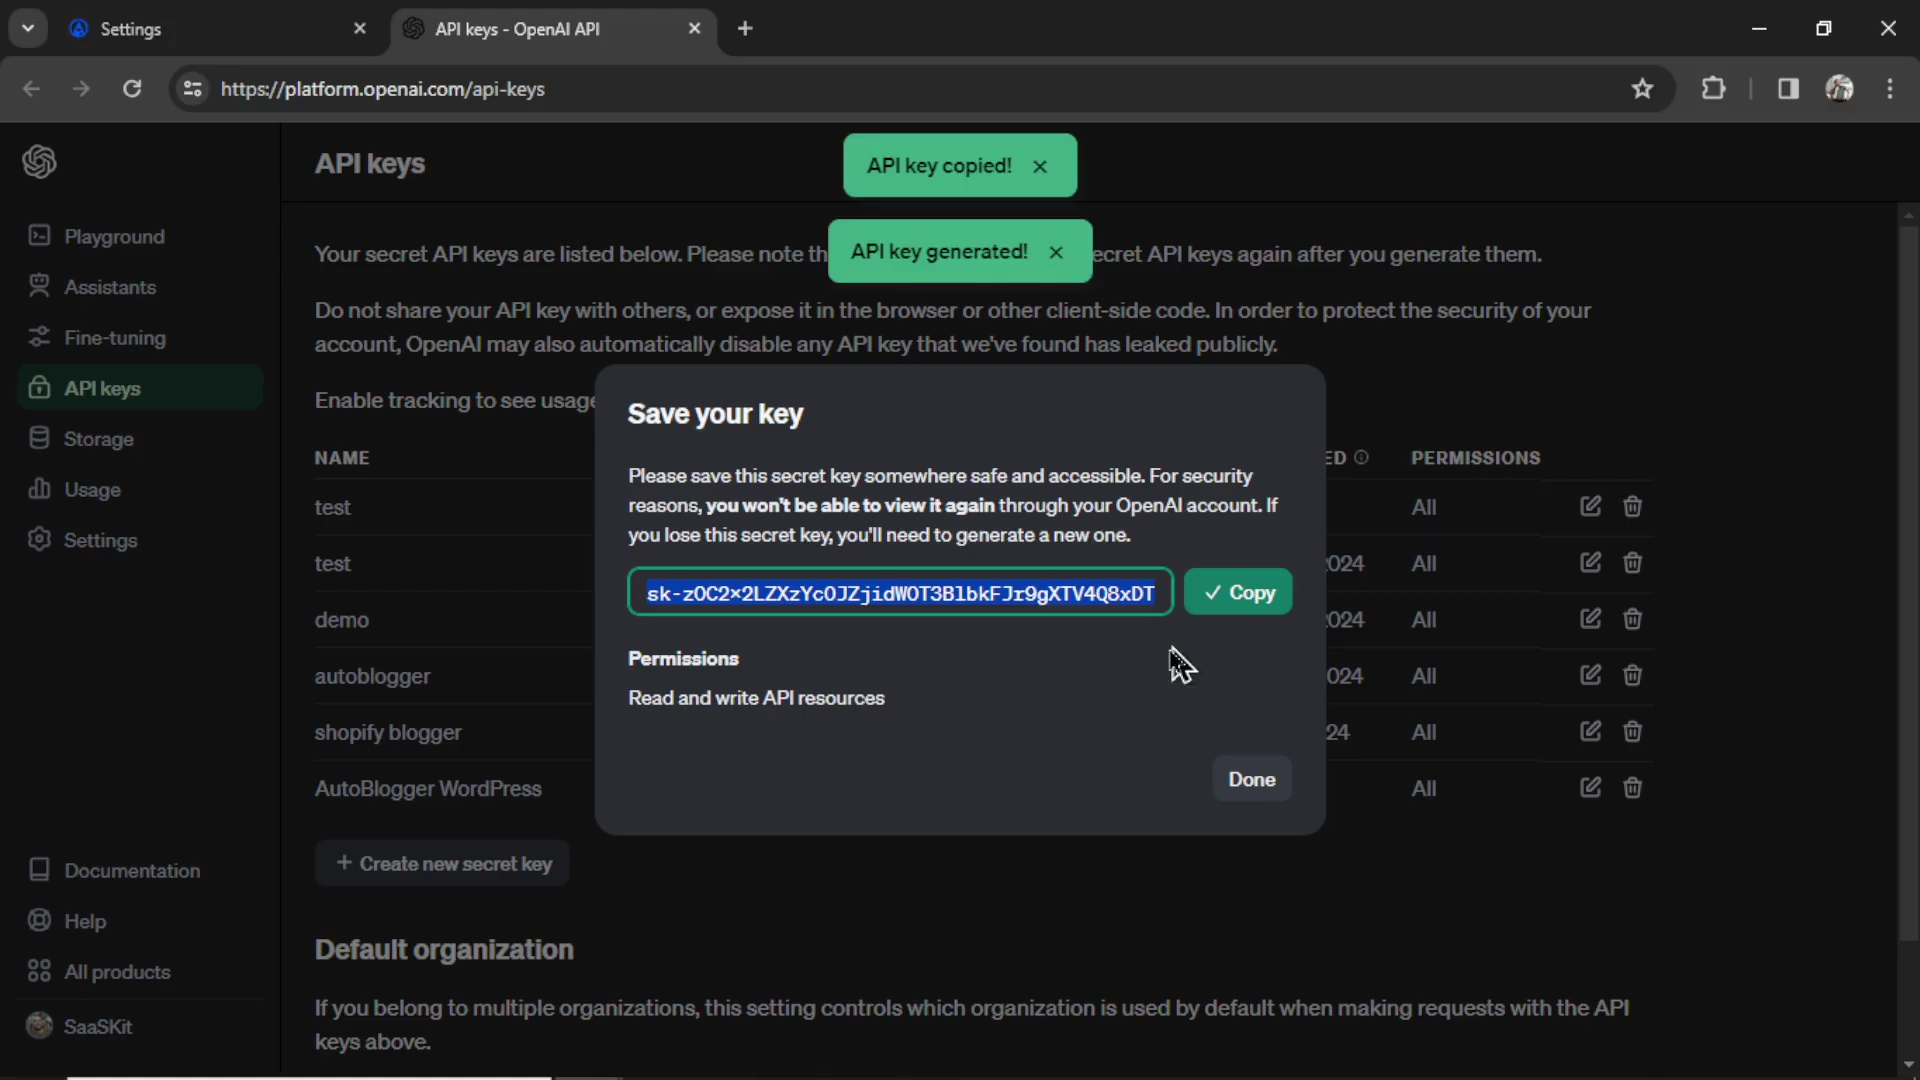 Settings
API keys - OpenAI API
https://platform.openai.com/api-keys
API keys
API key copied!
API key generated!
Playground
Assistants
Fine-tuning
API keys
Storage
Usage
Settings
Your secret API keys are listed below. Please note th ecret API keys again after you generate them.
Do not share your API key with others, or expose it in the browser or other client-side code. In order to protect the security of your
account, OpenAI may also automatically disable any API key that we've found has leaked publicly.
Enable tracking to see usage
NAME ED PERMISSIONS
test All
test 024 All
demo 024 All
autoblogger 024 All
shopify blogger 24 All
AutoBlogger WordPress All
Save your key
Please save this secret key somewhere safe and accessible. For security
reasons, you won't be able to view it again through your OpenAI account. If
you lose this secret key, you'll need to generate a new one.
Copy
Permissions
Read and write API resources
Done
+ Create new secret key
Default organization
If you belong to multiple organizations, this setting controls which organization is used by default when making requests with the API
keys above.
Documentation
Help
All products
SaaSKit